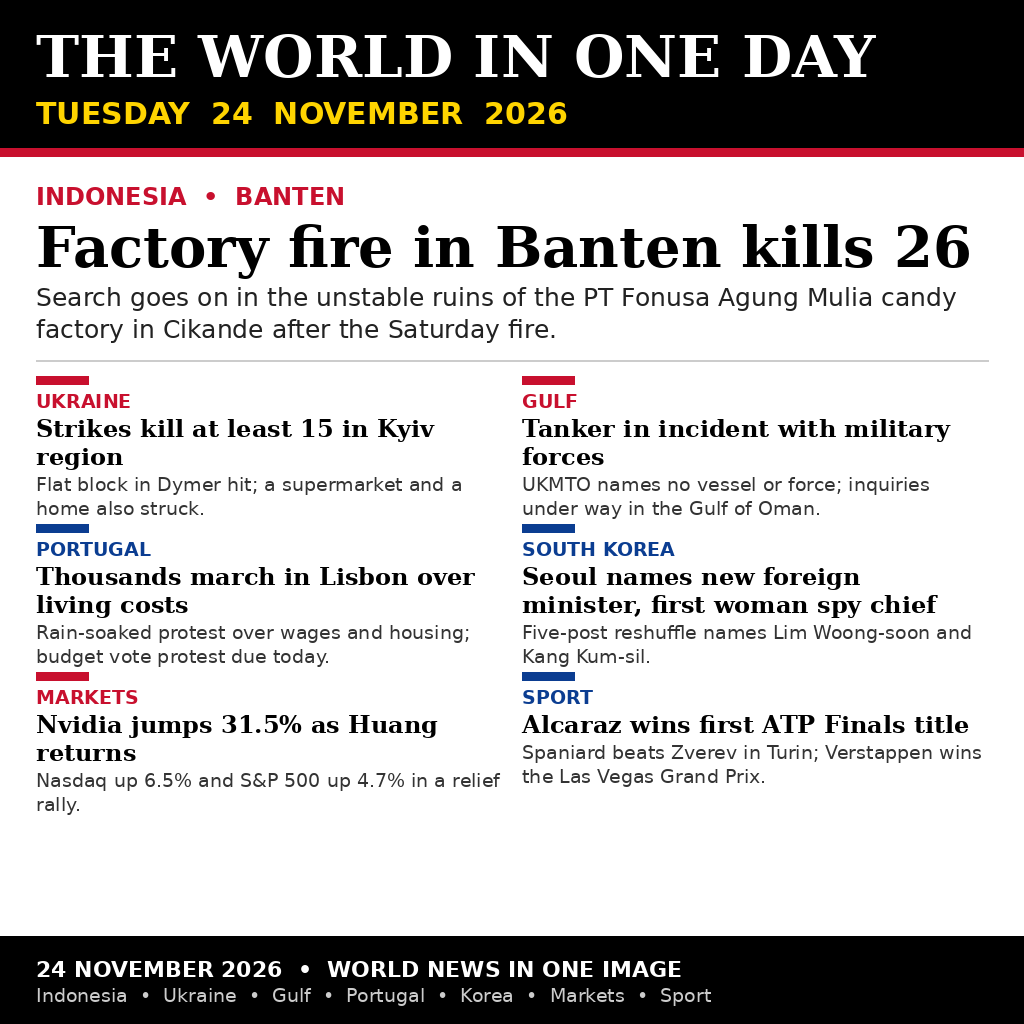 THE WORLD IN ONE DAY
TUESDAY 24 NOVEMBER 2026
INDONESIA • BANTEN
Factory fire in Banten kills 26
Search goes on in the unstable ruins of the PT Fonusa Agung Mulia candy
factory in Cikande after the Saturday fire.
UKRAINE
Strikes kill at least 15 in Kyiv
region
Flat block in Dymer hit; a supermarket and a
home also struck.
GULF
Tanker in incident with military
forces
UKMTO names no vessel or force; inquiries
under way in the Gulf of Oman.
PORTUGAL
Thousands march in Lisbon over
living costs
Rain-soaked protest over wages and housing;
budget vote protest due today.
SOUTH KOREA
Seoul names new foreign
minister, first woman spy chief
Five-post reshuffle names Lim Woong-soon and
Kang Kum-sil.
MARKETS
Nvidia jumps 31.5% as Huang
returns
Nasdaq up 6.5% and S&P 500 up 4.7% in a relief
rally.
SPORT
Alcaraz wins first ATP Finals title
Spaniard beats Zverev in Turin; Verstappen wins
the Las Vegas Grand Prix.
24 NOVEMBER 2026 • WORLD NEWS IN ONE IMAGE
Indonesia • Ukraine • Gulf • Portugal • Korea • Markets • Sport